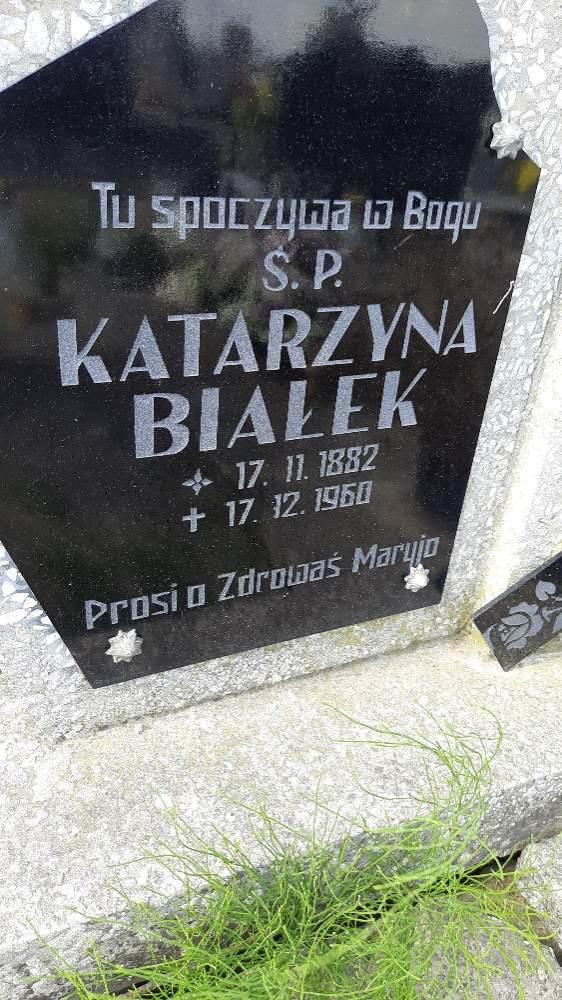 Tu spoczywa w Bogu
Ś. P.
KATARZYNA
BIAŁEK
17. 11. 1882
17. 12. 1960
Prosi o Zdrowaś Maryjo